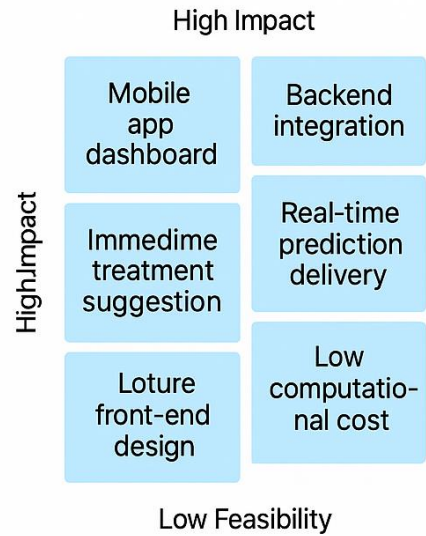 High Impact
Mobile
app
dashboard
Backend
integration
High.Impact
Immedime
treatment
suggestion
Real-time
prediction
delivery
Loture
front-end
design
Low
computatio-
nal cost
Low Feasibility